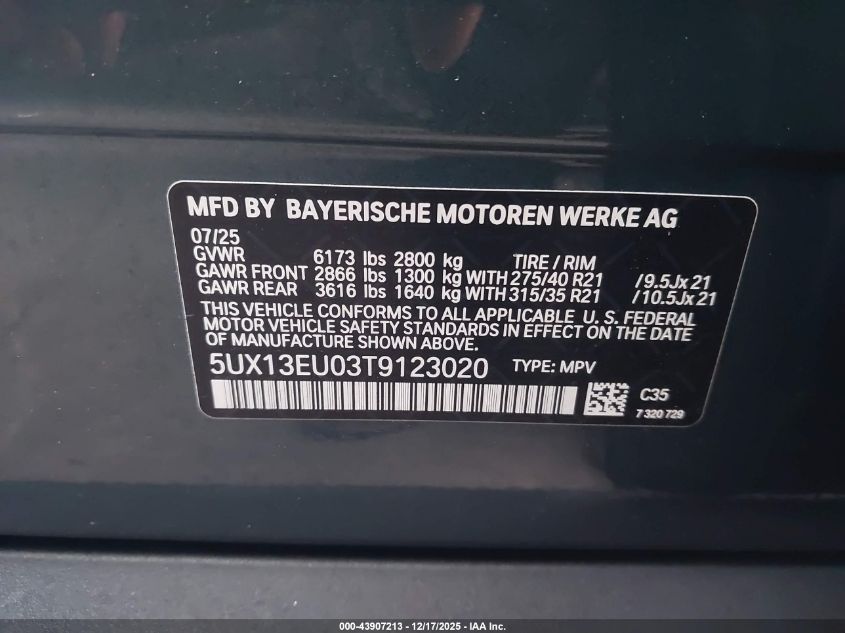 MFD BY BAYERISCHE MOTOREN WERKE AG
07/25
GVWR 6173 lbs 2800 kg TIRE / RIM
GAWR FRONT 2866 lbs 1300 kg WITH 275/40 R21 /9.5Jx21
GAWR REAR 3616 lbs 1640 kg WITH 315/35 R21 /10.5Jx21
THIS VEHICLE CONFORMS TO ALL APPLICABLE U. S. FEDERAL
MOTOR VEHICLE SAFETY STANDARDS IN EFFECT ON THE DATE
OF MANUFACTURE SHOWN ABOVE.
5UX13EU03T9123020 TYPE: MPV
C35
7 320 729
000-43907213 - 12/17/2025 - IAA Inc.